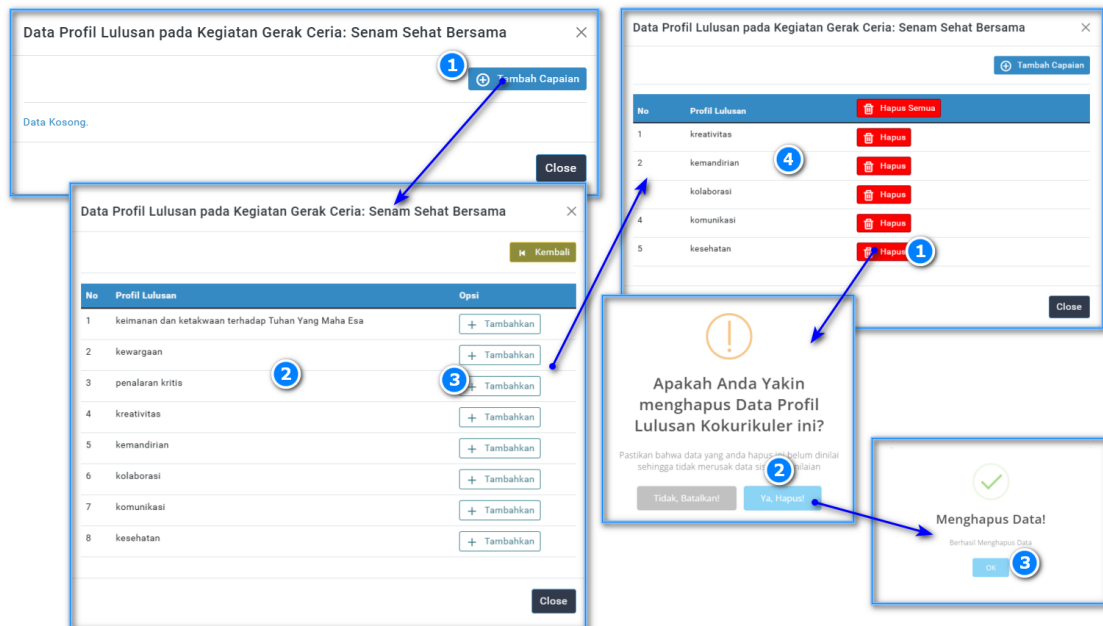 Data Profil Lulusan pada Kegiatan Gerak Ceria: Senam Sehat Bersama
1
Tambah Capaian
Data Kosong.
Close
Data Profil Lulusan pada Kegiatan Gerak Ceria: Senam Sehat Bersama
Kembali
No Profil Lulusan Opsi
1 keimanan dan ketakwaan terhadap Tuhan Yang Maha Esa + Tambahkan
2 kewargaan + Tambahkan
2
3 penalaran kritis 3 + Tambahkan
4 kreativitas + Tambahkan
5 kemandirian + Tambahkan
6 kolaborasi + Tambahkan
7 komunikasi + Tambahkan
8 kesehatan + Tambahkan
Close
Data Profil Lulusan pada Kegiatan Gerak Ceria: Senam Sehat Bersama
Tambah Capaian
No Profil Lulusan Hapus Semua
1 kreativitas Hapus
2 kemandirian 4 Hapus
kolaborasi Hapus
4 komunikasi Hapus
5 kesehatan Hapus 1
Close
Apakah Anda Yakin
menghapus Data Profil
Lulusan Kokurikuler ini?
Pastikan bahwa data yang anda hapus ini belum dinilai
sehingga tidak merusak data
2
Tidak, Batalkan! Ya, Hapus!
Menghapus Data!
Berhasil Menghapus Data
OK 3